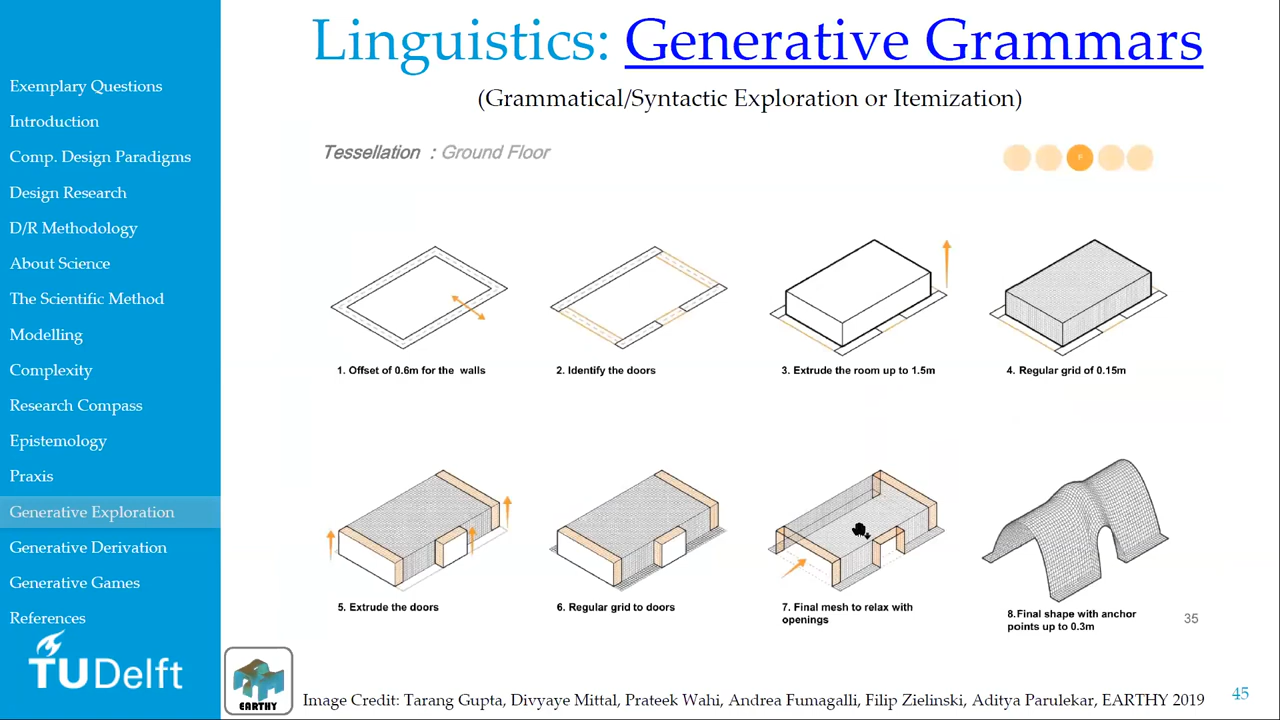 Linguistics: Generative Grammars
(Grammatical/Syntactic Exploration or Itemization)
Exemplary Questions
Introduction
Comp. Design Paradigms
Design Research
D/R Methodology
About Science
The Scientific Method
Modelling
Complexity
Research Compass
Epistemology
Praxis
Generative Exploration
Generative Derivation
Generative Games
References
TUDelft
Tessellation : Ground Floor
1. Offset of 0.6m for the walls
2. Identify the doors
3. Extrude the room up to 1.5m
4. Regular grid of 0.15m
5. Extrude the doors
6. Regular grid to doors
7. Final mesh to relax with
openings
8.Final shape with anchor
points up to 0.3m
35
EARTHY
Image Credit: Tarang Gupta, Divyaye Mittal, Prateek Wahi, Andrea Fumagalli, Filip Zielinski, Aditya Parulekar, EARTHY 2019
45